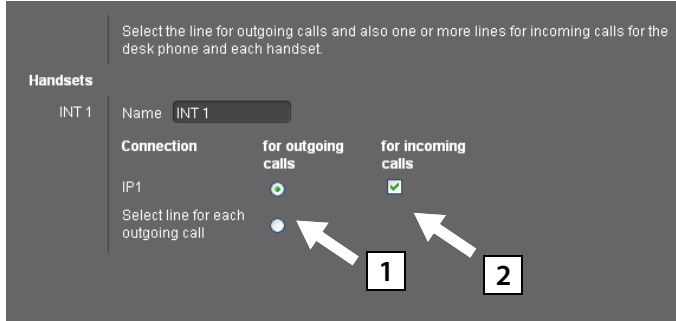 Select the line for outgoing calls and also one or more lines for incoming calls for the
desk phone and each handset.
Handsets
INT 1 Name INT 1
Connection for outgoing calls for incoming calls
IP1
Select line for each
outgoing call
1
2